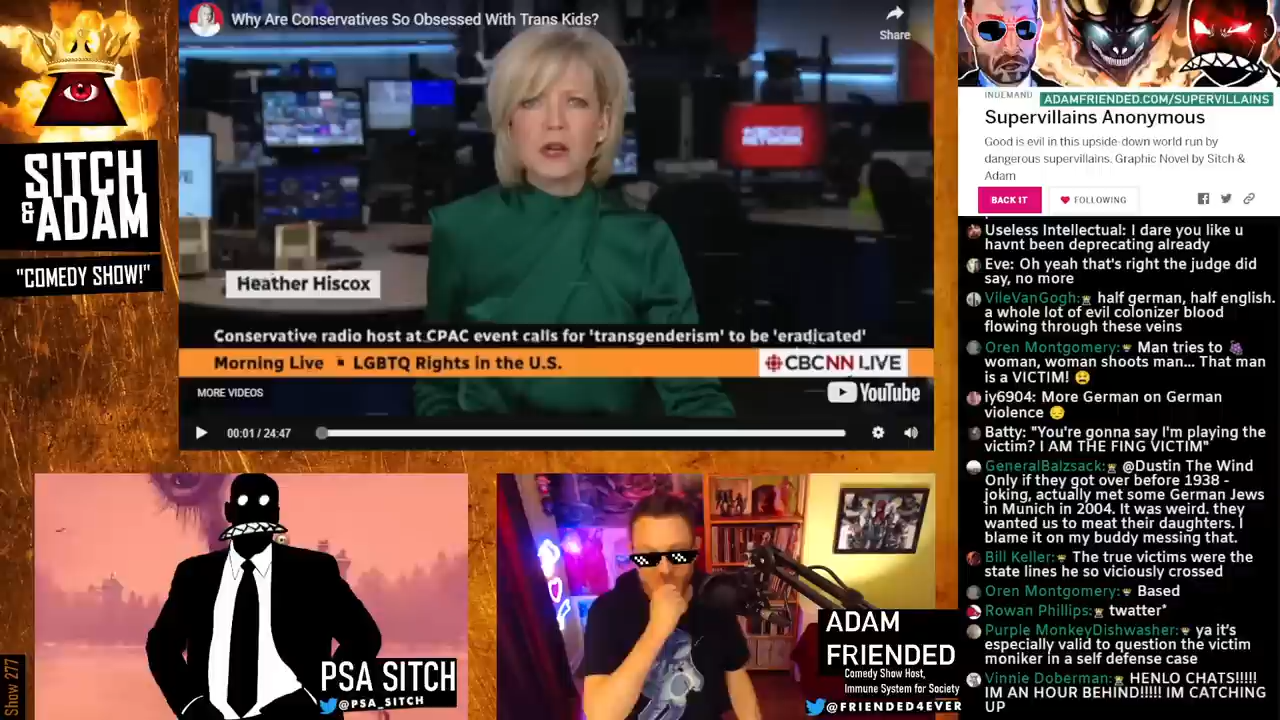 Why Are Conservatives So Obsessed With Trans Kids?
Share
Heather Hiscox
Conservative radio host at CPAC event calls for 'transgenderism' to be 'eradicated'
Morning Live ▪ LGBTQ Rights in the U.S.
CBCNN LIVE
MORE VIDEOS
YouTube
00:01 / 24:47
SITCH
& ADAM
"COMEDY SHOW!"
Show 277
PSA SITCH
@PSA_SITCH
ADAM
FRIENDED
Comedy Show Host,
Immune System for Society
@FRIENDED4EVER
INDEMAND
ADAMFRIENDED.COM/SUPERVILLAINS
Supervillains Anonymous
Good is evil in this upside-down world run by
dangerous supervillains. Graphic Novel by Sitch &
Adam
BACK IT
FOLLOWING
Useless Intellectual: I dare you like u
havnt been deprecating already
Eve: Oh yeah that's right the judge did
say, no more
VileVanGogh: half german, half english.
a whole lot of evil colonizer blood
flowing through these veins
Oren Montgomery: Man tries to 🍇
woman, woman shoots man... That man
is a VICTIM! 😫
iy6904: More German on German
violence 😔
Batty: "You're gonna say I'm playing the
victim? I AM THE FING VICTIM"
GeneralBalzsack: @Dustin The Wind
Only if they got over before 1938 -
joking, actually met some German Jews
in Munich in 2004. It was weird. they
wanted us to meat their daughters. I
blame it on my buddy messing that.
Bill Keller: The true victims were the
state lines he so viciously crossed
Oren Montgomery: Based
Rowan Phillips: twatter*
Purple MonkeyDishwasher: ya it's
especially valid to question the victim
moniker in a self defense case
Vinnie Doberman: HENLO CHATS!!!!!
IM AN HOUR BEHIND!!!!! IM CATCHING
UP